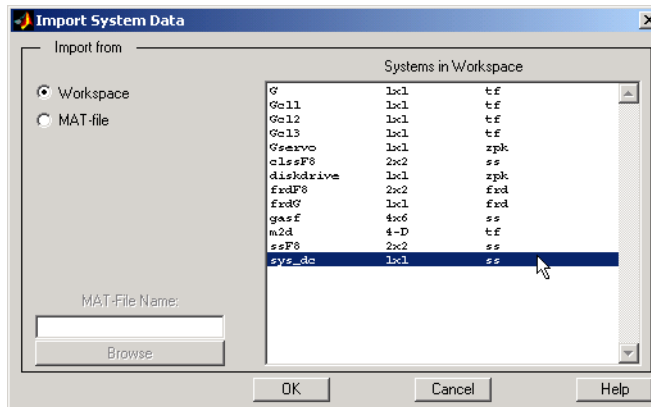 Import System Data
Import from
Systems in Workspace
Workspace
MAT-file
G 1x1 tf
Gcl1 1x1 tf
Gcl2 1x1 tf
Gcl3 1x1 tf
Gservo 1x1 zpk
clssF8 2x2 ss
diskdrive 1x1 zpk
frdF8 2x2 frd
frdG 1x1 frd
gasf 4x6 ss
m2d 4-D tf
ssF8 2x2 ss
sys_dc 1x1 ss
MAT-File Name:
Browse
OK Cancel Help